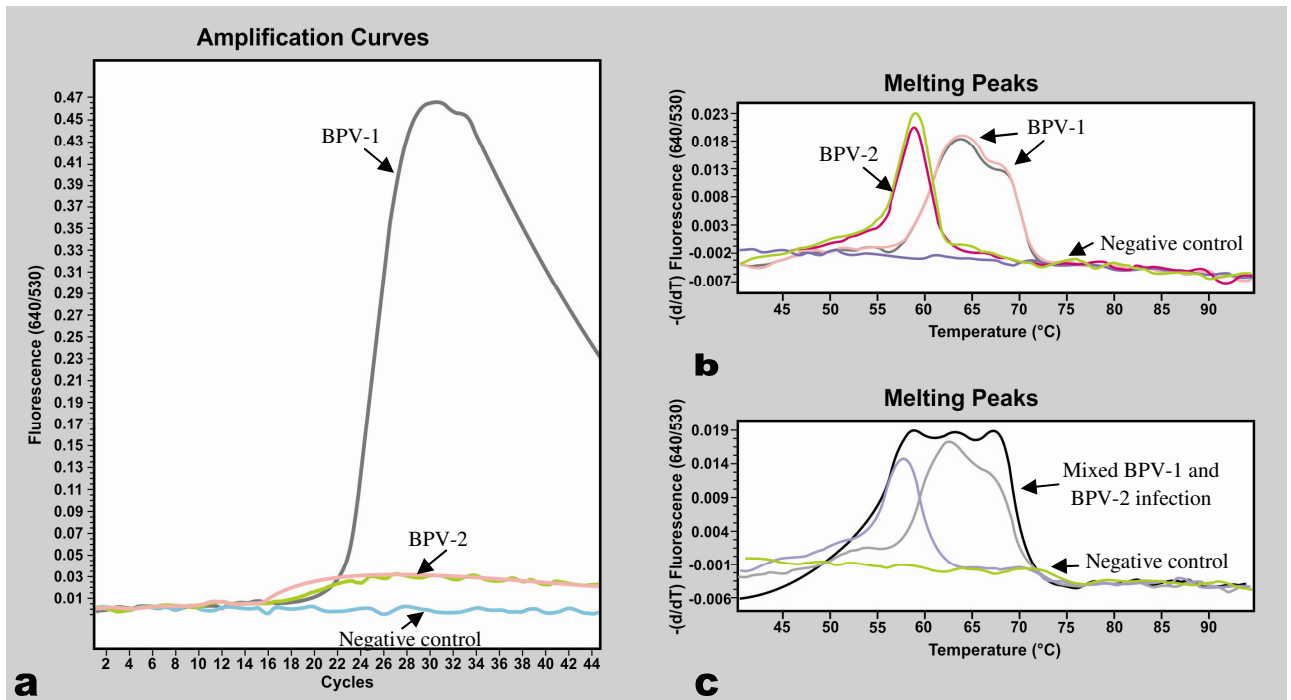 Amplification Curves
Fluorescence (640/530)
0.47
0.45
0.43
0.41
0.39
0.35
0.33
0.31
0.29
0.27
0.25
0.23
0.21
0.19
0.17
0.15
0.13
0.11
0.09
0.07
0.05
0.03
0.01
BPV-1
BPV-2
Negative control
2 4 6 8 10 12 14 16 18 20 22 24 26 28 30 32 34 36 38 40 42 44
Cycles
a
Melting Peaks
-(d/dT) Fluorescence (640/530)
0.023
0.018
0.013
0.008
0.003
-0.002
-0.007
BPV-2
BPV-1
Negative control
45 50 55 60 65 70 75 80 85 90
Temperature (°C)
b
Melting Peaks
-(d/dT) Fluorescence (640/530)
0.019
0.014
0.009
0.004
-0.001
-0.006
Mixed BPV-1 and
BPV-2 infection
Negative control
45 50 55 60 65 70 75 80 85 90
Temperature (°C)
c